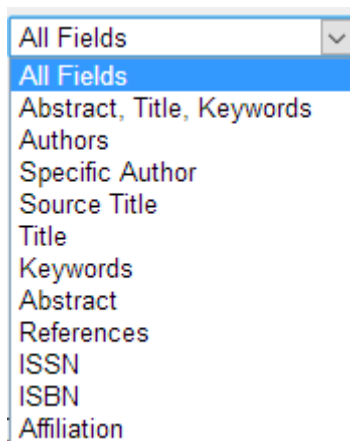 All Fields
All Fields
Abstract, Title, Keywords
Authors
Specific Author
Source Title
Title
Keywords
Abstract
References
ISSN
ISBN
Affiliation